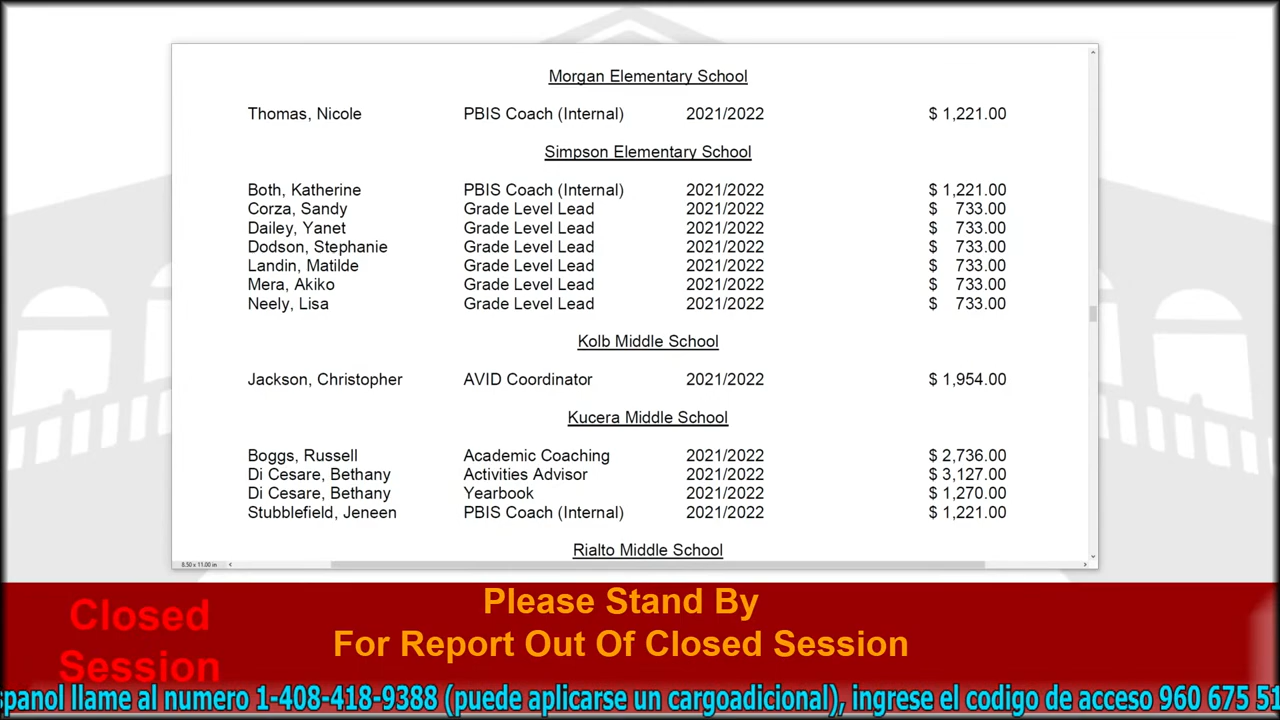 Morgan Elementary School
Thomas, Nicole PBIS Coach (Internal) 2021/2022 $ 1,221.00
Simpson Elementary School
Both, Katherine PBIS Coach (Internal) 2021/2022 $ 1,221.00
Corza, Sandy Grade Level Lead 2021/2022 $ 733.00
Dailey, Yanet Grade Level Lead 2021/2022 $ 733.00
Dodson, Stephanie Grade Level Lead 2021/2022 $ 733.00
Landin, Matilde Grade Level Lead 2021/2022 $ 733.00
Mera, Akiko Grade Level Lead 2021/2022 $ 733.00
Neely, Lisa Grade Level Lead 2021/2022 $ 733.00
Kolb Middle School
Jackson, Christopher AVID Coordinator 2021/2022 $ 1,954.00
Kucera Middle School
Boggs, Russell Academic Coaching 2021/2022 $ 2,736.00
Di Cesare, Bethany Activities Advisor 2021/2022 $ 3,127.00
Di Cesare, Bethany Yearbook 2021/2022 $ 1,270.00
Stubblefield, Jeneen PBIS Coach (Internal) 2021/2022 $ 1,221.00
Rialto Middle School
8.50 x 11.00 in
Closed
Session
Please Stand By
For Report Out Of Closed Session
spanol llame al numero 1-408-418-9388 (puede aplicarse un cargoadicional), ingrese el codigo de acceso 960 675 51